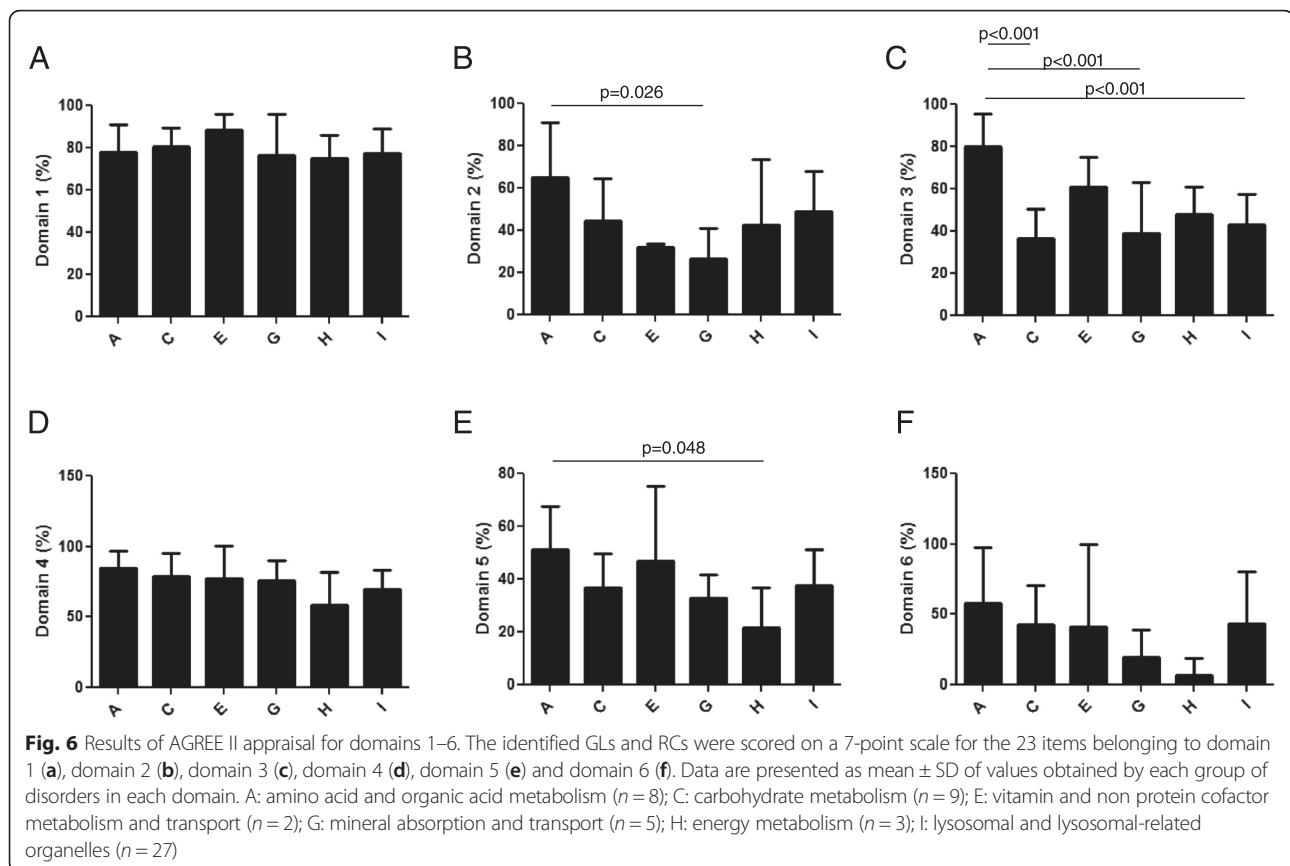 A
100
80
60
40
20
0
Domain 1 (%)
A C E G H I
B
p=0.026
100
80
60
40
20
0
Domain 2 (%)
A C E G H I
p<0.001
C
p<0.001
p<0.001
100
80
60
40
20
0
Domain 3 (%)
A C E G H I
D
150
100
50
0
Domain 4 (%)
A C E G H I
E
p=0.048
80
60
40
20
0
Domain 5 (%)
A C E G H I
F
150
100
50
0
Domain 6 (%)
A C E G H I
Fig. 6 Results of AGREE II appraisal for domains 1–6. The identified GLs and RCs were scored on a 7-point scale for the 23 items belonging to domain
1 (a), domain 2 (b), domain 3 (c), domain 4 (d), domain 5 (e) and domain 6 (f). Data are presented as mean ± SD of values obtained by each group of
disorders in each domain. A: amino acid and organic acid metabolism (n = 8); C: carbohydrate metabolism (n = 9); E: vitamin and non protein cofactor
metabolism and transport (n = 2); G: mineral absorption and transport (n = 5); H: energy metabolism (n = 3); I: lysosomal and lysosomal-related
organelles (n = 27)